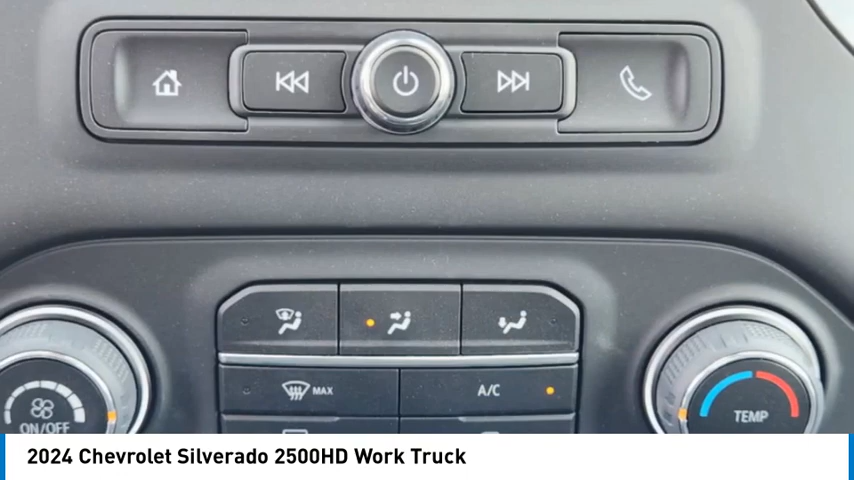 MAX
A/C
ON/OFF
TEMP
2024 Chevrolet Silverado 2500HD Work Truck